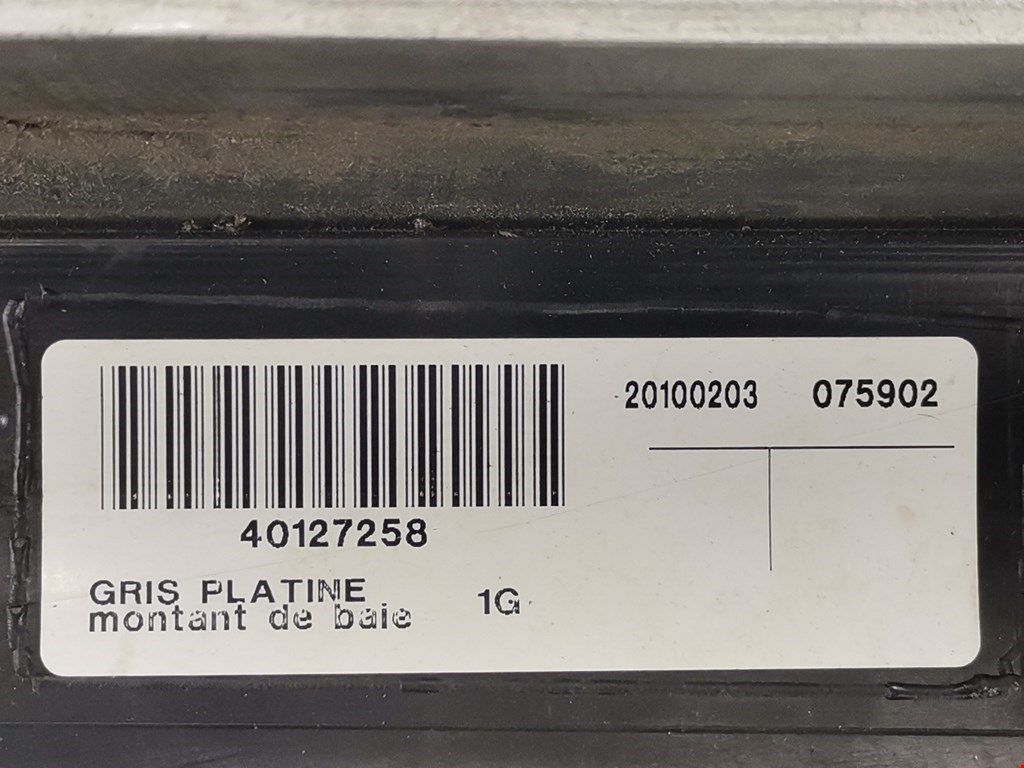 20100203 075902
40127258
GRIS PLATINE
montant de baie 1G